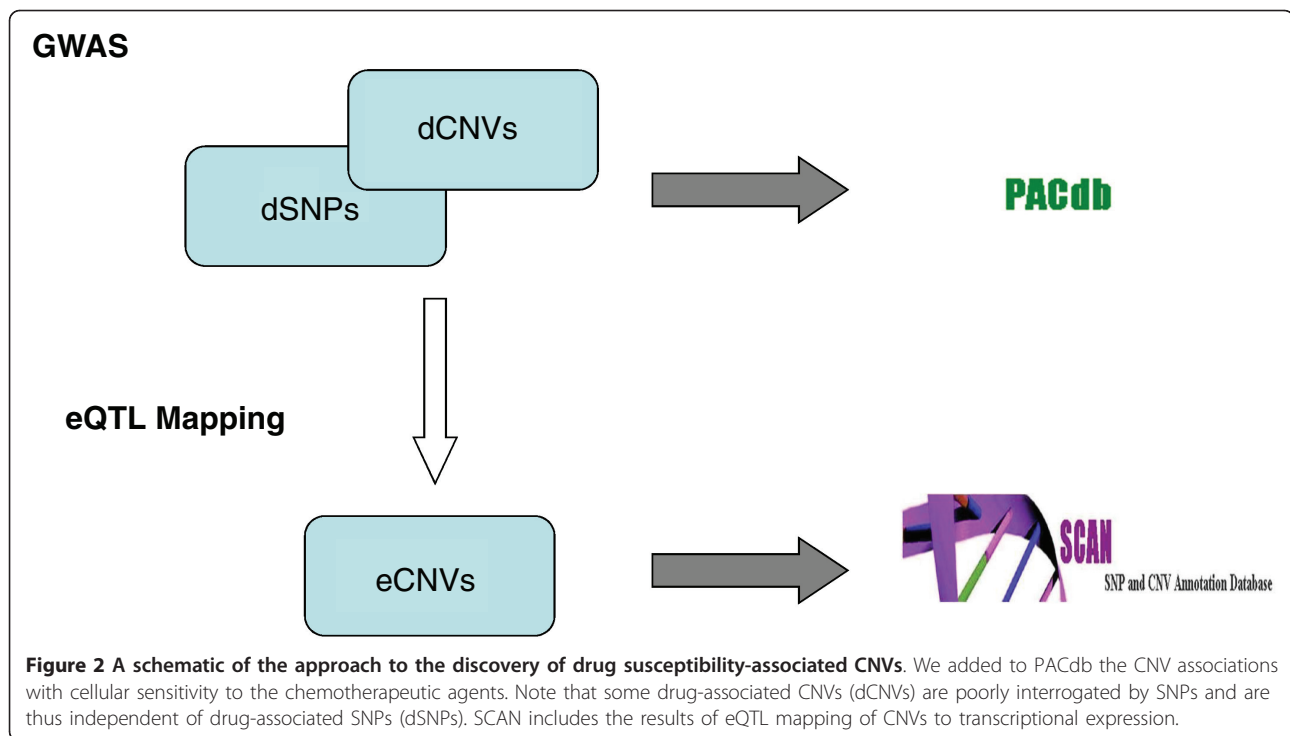 GWAS
dCNVs
dSNPs
PACdb
eQTL Mapping
eCNVs
SCAN
SNP and CNV Annotation Database
Figure 2 A schematic of the approach to the discovery of drug susceptibility-associated CNVs. We added to PACdb the CNV associations
with cellular sensitivity to the chemotherapeutic agents. Note that some drug-associated CNVs (dCNVs) are poorly interrogated by SNPs and are
thus independent of drug-associated SNPs (dSNPs). SCAN includes the results of eQTL mapping of CNVs to transcriptional expression.